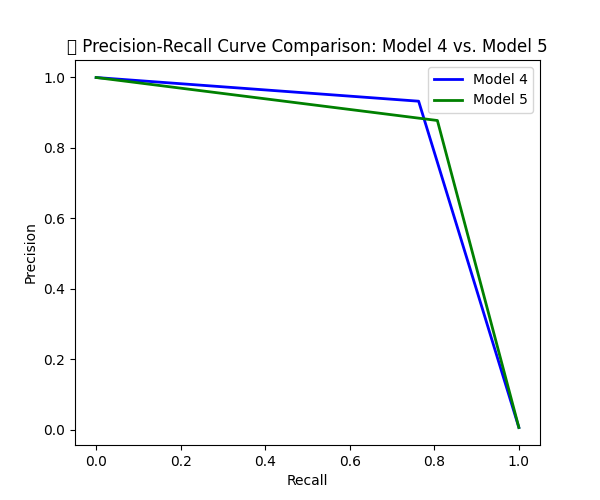 Precision-Recall Curve Comparison: Model 4 vs. Model 5
Model 4
Model 5
1.0
0.8
0.6
0.4
0.2
0.0
Precision
0.0 0.2 0.4 0.6 0.8 1.0
Recall